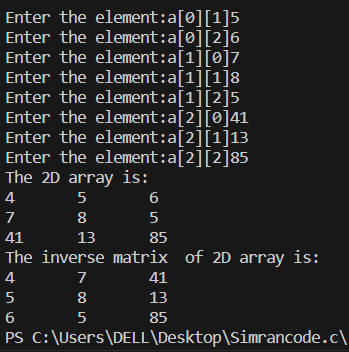 Enter the element:a[0][1]5
Enter the element:a[0][2]6
Enter the element:a[1][0]7
Enter the element:a[1][1]8
Enter the element:a[1][2]5
Enter the element:a[2][0]41
Enter the element:a[2][1]13
Enter the element:a[2][2]85
The 2D array is:
4 5 6
7 8 5
41 13 85
The inverse matrix  of 2D array is:
4 7 41
5 8 13
6 5 85
PS C:\Users\DELL\Desktop\Simrancode.c\